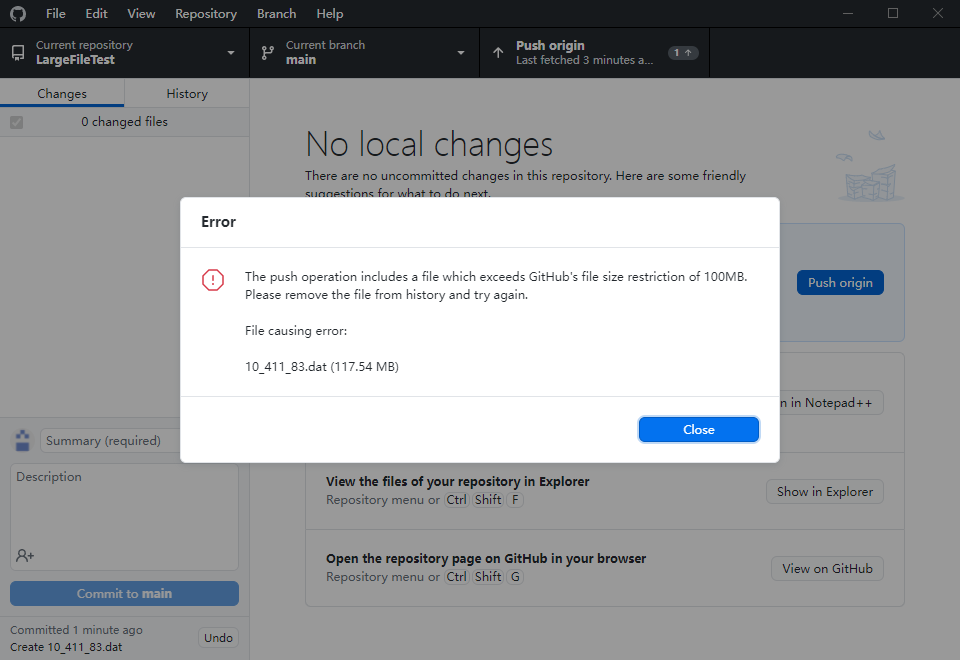 File Edit View Repository Branch Help
Current repository
LargeFileTest
Current branch
main
Push origin
Last fetched 3 minutes a...
1
Changes
History
0 changed files
No local changes
There are no uncommitted changes in this repository. Here are some friendly
suggestions for what to do next.
Error
The push operation includes a file which exceeds GitHub's file size restriction of 100MB.
Please remove the file from history and try again.
File causing error:
10_411_83.dat (117.54 MB)
Close
Push origin
n in Notepad++
View the files of your repository in Explorer
Repository menu or Ctrl Shift F
Show in Explorer
Open the repository page on GitHub in your browser
Repository menu or Ctrl Shift G
View on GitHub
Summary (required)
Description
Commit to main
Committed 1 minute ago
Create 10_411_83.dat
Undo